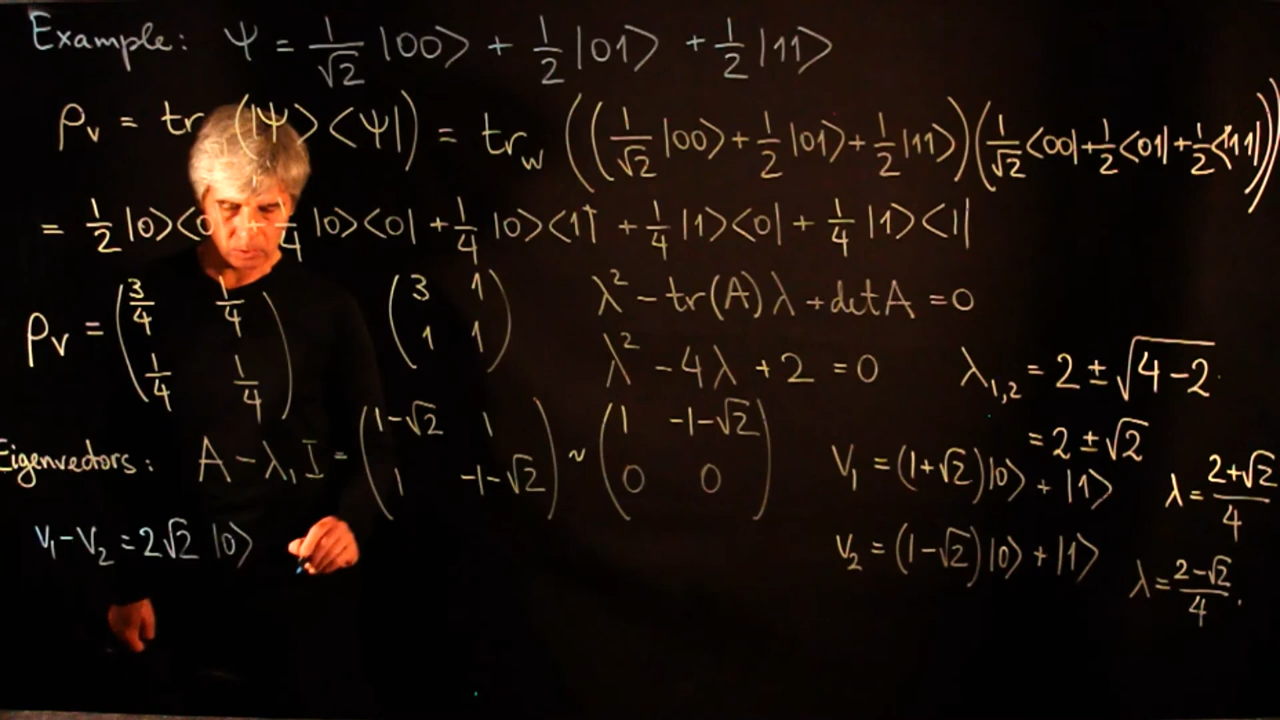 Example: Ψ = 1/√2 |00> + 1/2 |01> + 1/2 |11>
ρ_v = tr (|Ψ> <Ψ|) = tr_w ((1/√2 |00> + 1/2 |01> + 1/2 |11>)(1/√2 <00| + 1/2 <01| + 1/2 <11|))
= 1/2 |0><0 + 1/4 |0><0| + 1/4 |0><1| + 1/4 |1><0| + 1/4 |1><1|
ρ_v = (3/4 1/4; 1/4 1/4) (3 1; 1 1) λ² - tr(A)λ + det A = 0
λ² - 4λ + 2 = 0 λ_1,2 = 2 ± √(4-2)
= 2 ± √2
Eigenvectors: A - λ₁I = (1-√2 1; 1 -1-√2) ~ (1 -1-√2; 0 0) V₁ = (1+√2)|0> + |1> λ = (2+√2)/4
V₁ - V₂ = 2√2 |0> V₂ = (1-√2)|0> + |1> λ = (2-√2)/4.